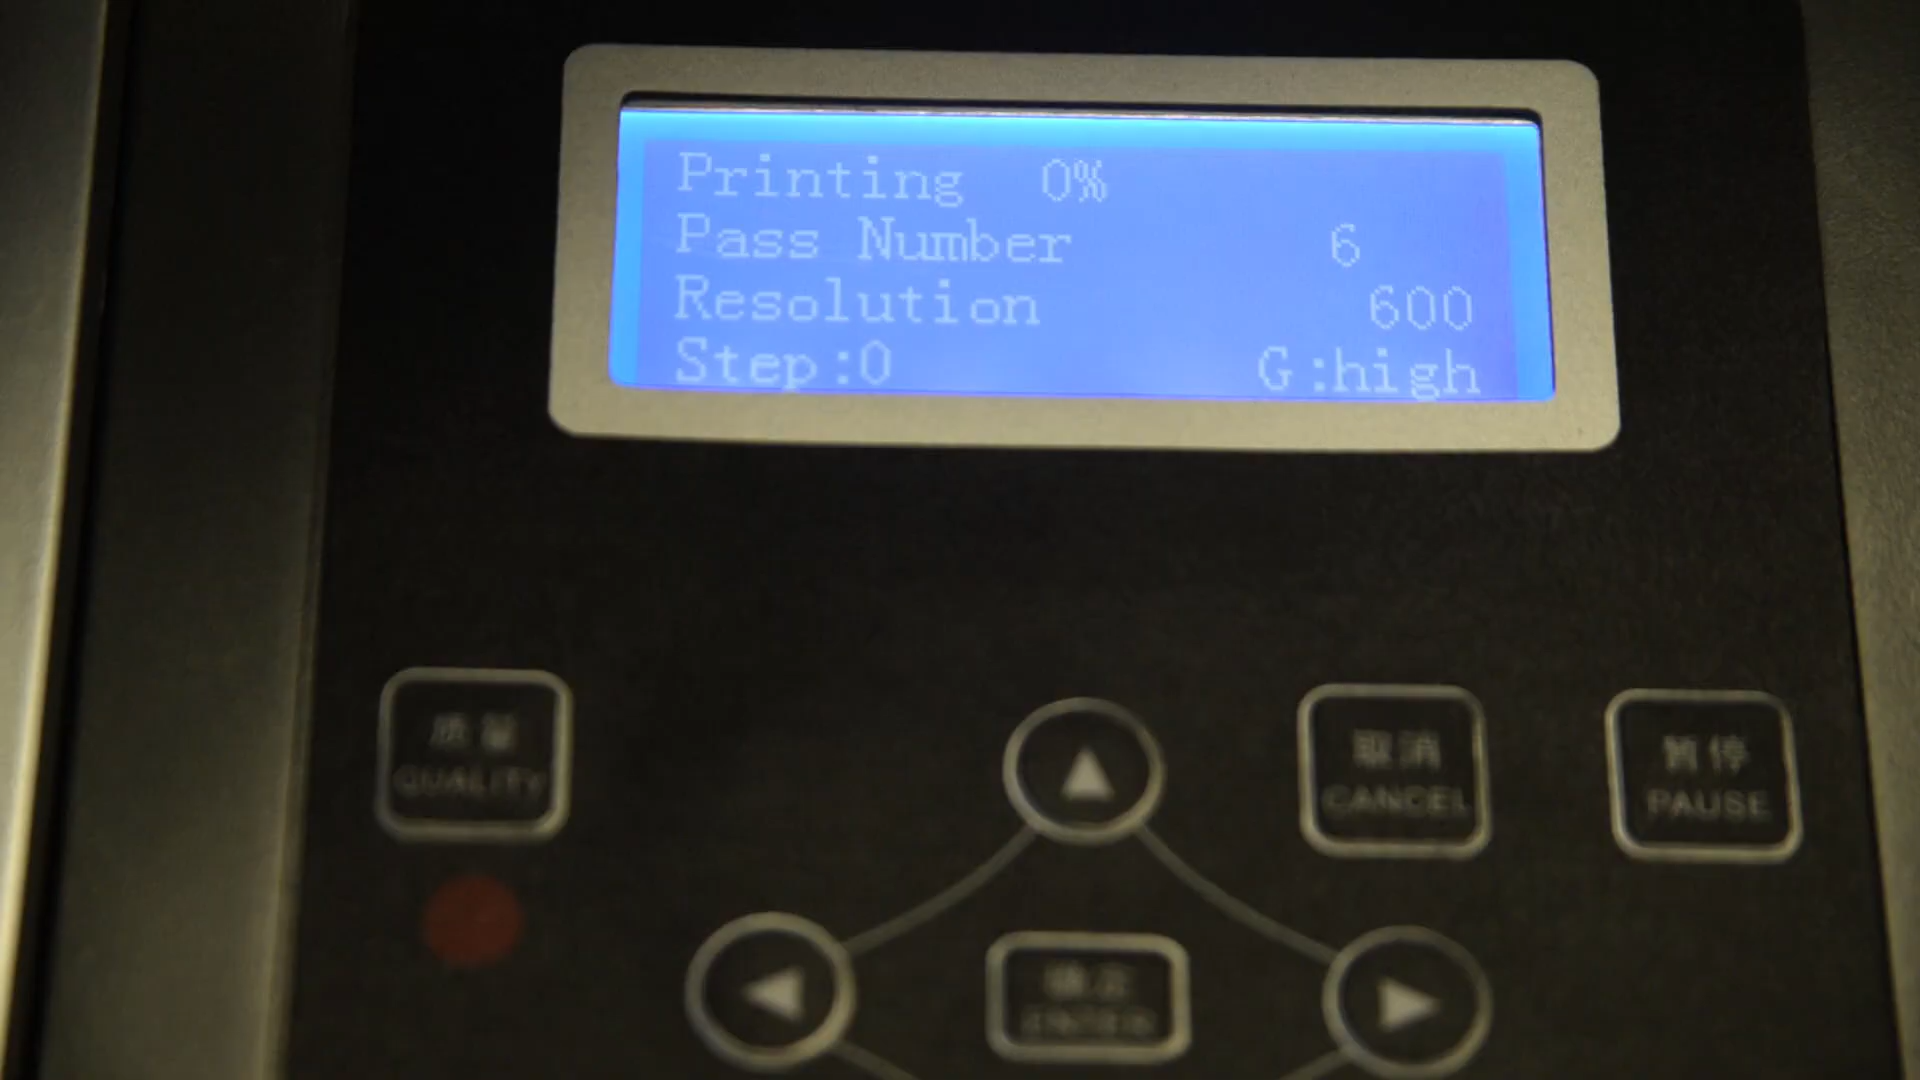 Printing 0%
Pass Number 6
Resolution 600
Step:0 G:high
质量
QUALITY
取消
CANCEL
暂停
PAUSE
确定
ENTER